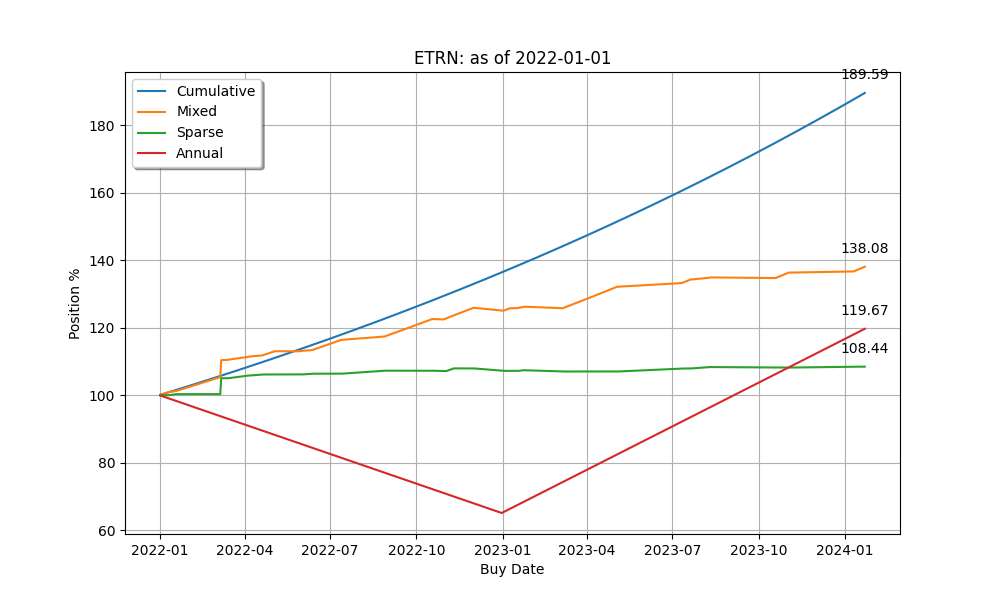 ETRN: as of 2022-01-01
Cumulative
Mixed
Sparse
Annual
189.59
138.08
119.67
108.44
180
160
140
120
100
80
60
Position %
2022-01 2022-04 2022-07 2022-10 2023-01 2023-04 2023-07 2023-10 2024-01
Buy Date